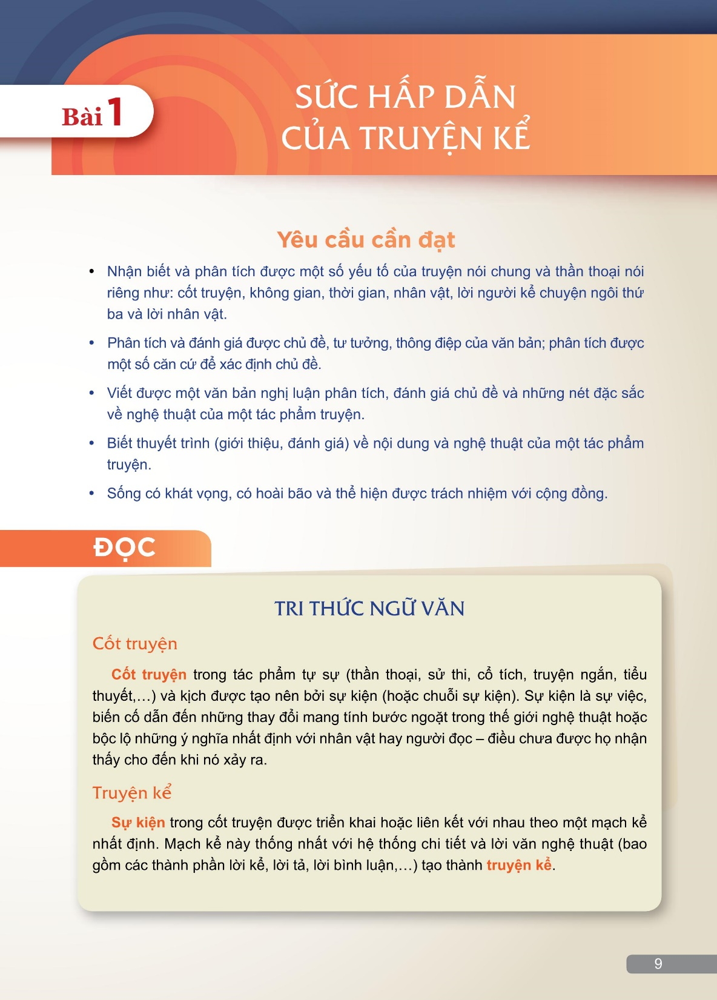 Bài 1
SỨC HẤP DẪN
CỦA TRUYỆN KỂ
Yêu cầu cần đạt
• Nhận biết và phân tích được một số yếu tố của truyện nói chung và thần thoại nói
riêng như: cốt truyện, không gian, thời gian, nhân vật, lời người kể chuyện ngôi thứ
ba và lời nhân vật.
• Phân tích và đánh giá được chủ đề, tư tưởng, thông điệp của văn bản; phân tích được
một số căn cứ để xác định chủ đề.
• Viết được một văn bản nghị luận phân tích, đánh giá chủ đề và những nét đặc sắc
về nghệ thuật của một tác phẩm truyện.
• Biết thuyết trình (giới thiệu, đánh giá) về nội dung và nghệ thuật của một tác phẩm
truyện.
• Sống có khát vọng, có hoài bão và thể hiện được trách nhiệm với cộng đồng.
ĐỌC
TRI THỨC NGỮ VĂN
Cốt truyện
Cốt truyện trong tác phẩm tự sự (thần thoại, sử thi, cổ tích, truyện ngắn, tiểu
thuyết,…) và kịch được tạo nên bởi sự kiện (hoặc chuỗi sự kiện). Sự kiện là sự việc,
biến cố dẫn đến những thay đổi mang tính bước ngoặt trong thế giới nghệ thuật hoặc
bộc lộ những ý nghĩa nhất định với nhân vật hay người đọc – điều chưa được họ nhận
thấy cho đến khi nó xảy ra.
Truyện kể
Sự kiện trong cốt truyện được triển khai hoặc liên kết với nhau theo một mạch kể
nhất định. Mạch kể này thống nhất với hệ thống chi tiết và lời văn nghệ thuật (bao
gồm các thành phần lời kể, lời tả, lời bình luận,…) tạo thành truyện kể.
9